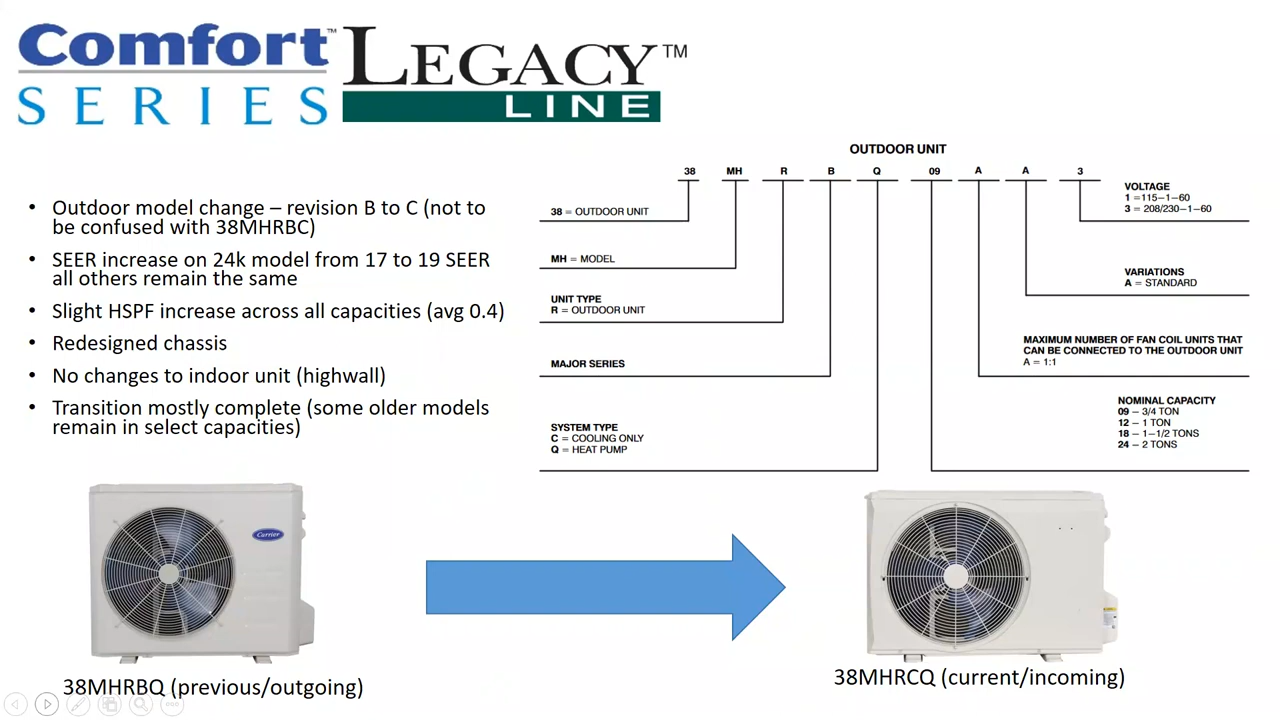 Comfort™
SERIES
LEGACY™
LINE
• Outdoor model change – revision B to C (not to
be confused with 38MHRBC)
• SEER increase on 24k model from 17 to 19 SEER
all others remain the same
• Slight HSPF increase across all capacities (avg 0.4)
• Redesigned chassis
• No changes to indoor unit (highwall)
• Transition mostly complete (some older models
remain in select capacities)
OUTDOOR UNIT
38 MH R B Q 09 A A 3
38 = OUTDOOR UNIT
MH = MODEL
UNIT TYPE
R = OUTDOOR UNIT
MAJOR SERIES
SYSTEM TYPE
C = COOLING ONLY
Q = HEAT PUMP
VOLTAGE
1 =115-1-60
3 = 208/230-1-60
VARIATIONS
A = STANDARD
MAXIMUM NUMBER OF FAN COIL UNITS THAT
CAN BE CONNECTED TO THE OUTDOOR UNIT
A = 1:1
NOMINAL CAPACITY
09 – 3/4 TON
12 – 1 TON
18 – 1-1/2 TONS
24 – 2 TONS
Carrier
38MHRBQ (previous/outgoing)
38MHRCQ (current/incoming)